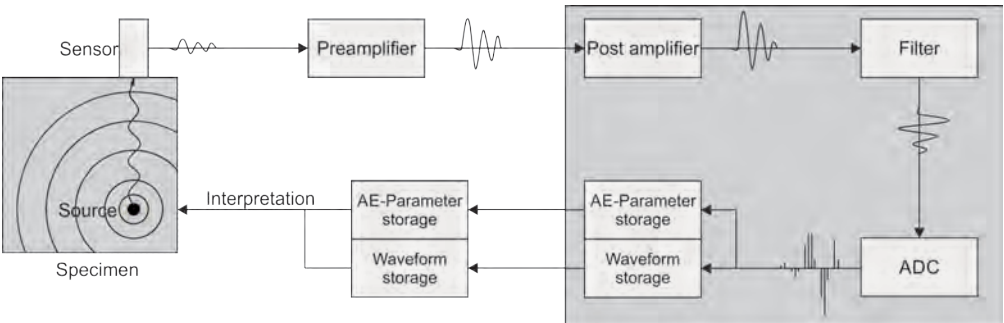 Sensor
Preamplifier
Post amplifier
Filter
Source
Interpretation
AE-Parameter
storage
Waveform
storage
AE-Parameter
storage
Waveform
storage
ADC
Specimen